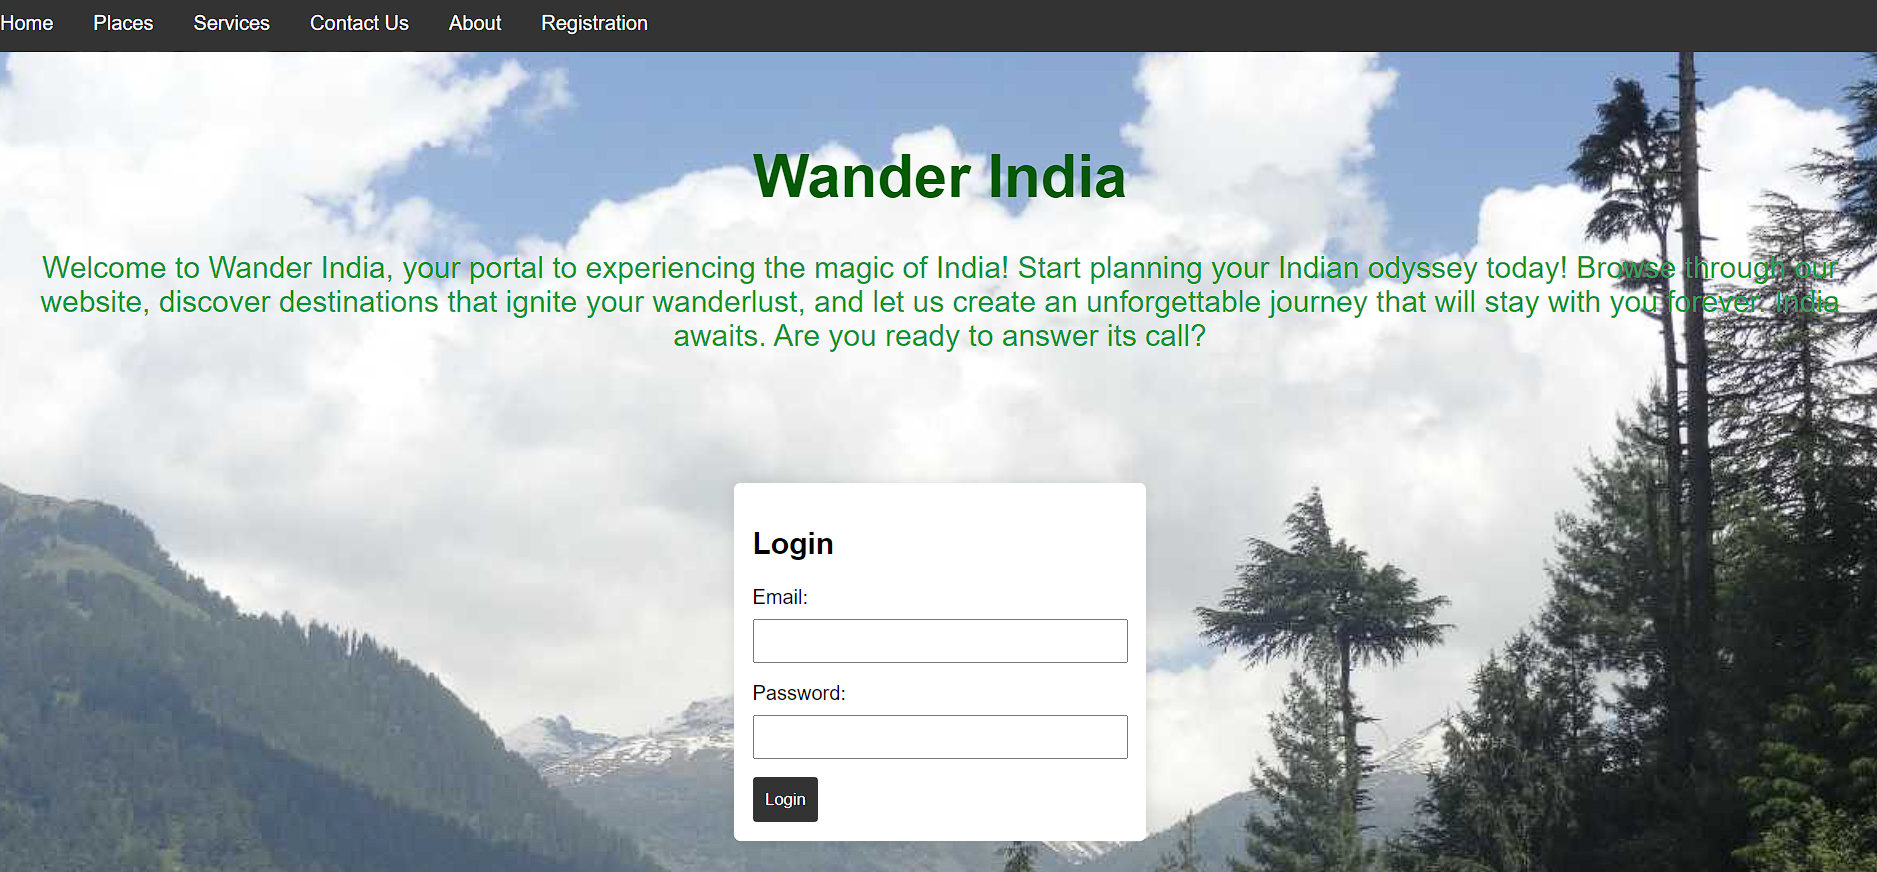 Home Places Services Contact Us About Registration
Wander India
Welcome to Wander India, your portal to experiencing the magic of India! Start planning your Indian odyssey today! Browse through our
website, discover destinations that ignite your wanderlust, and let us create an unforgettable journey that will stay with you forever. India
awaits. Are you ready to answer its call?
Login
Email:
Password:
Login